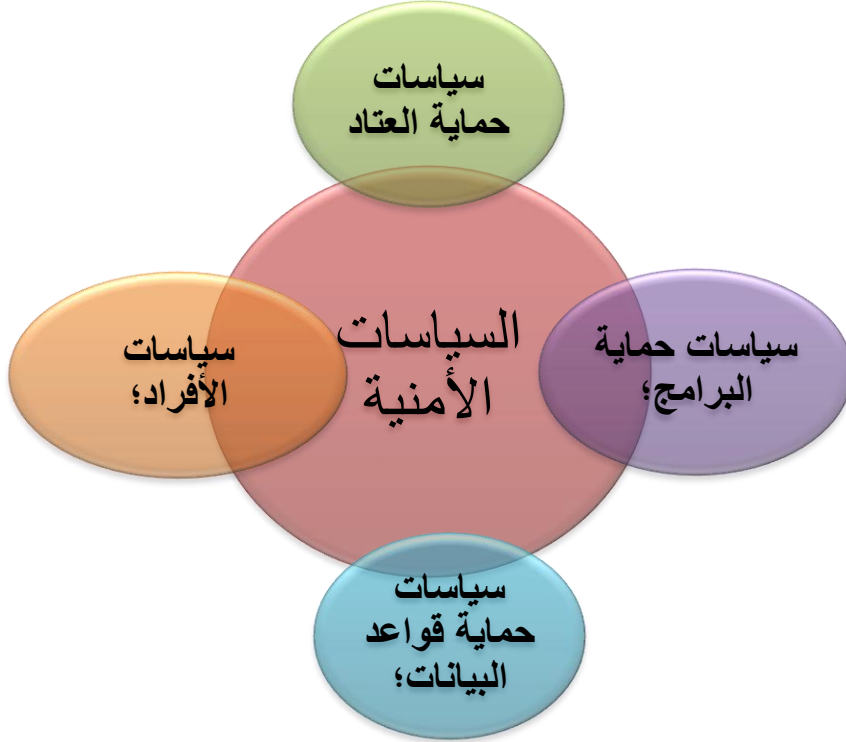 سياسات
حماية العتاد
السياسات
الأمنية
سياسات حماية
البرامج؛
سياسات
الأفراد؛
سياسات
حماية قواعد
البيانات؛